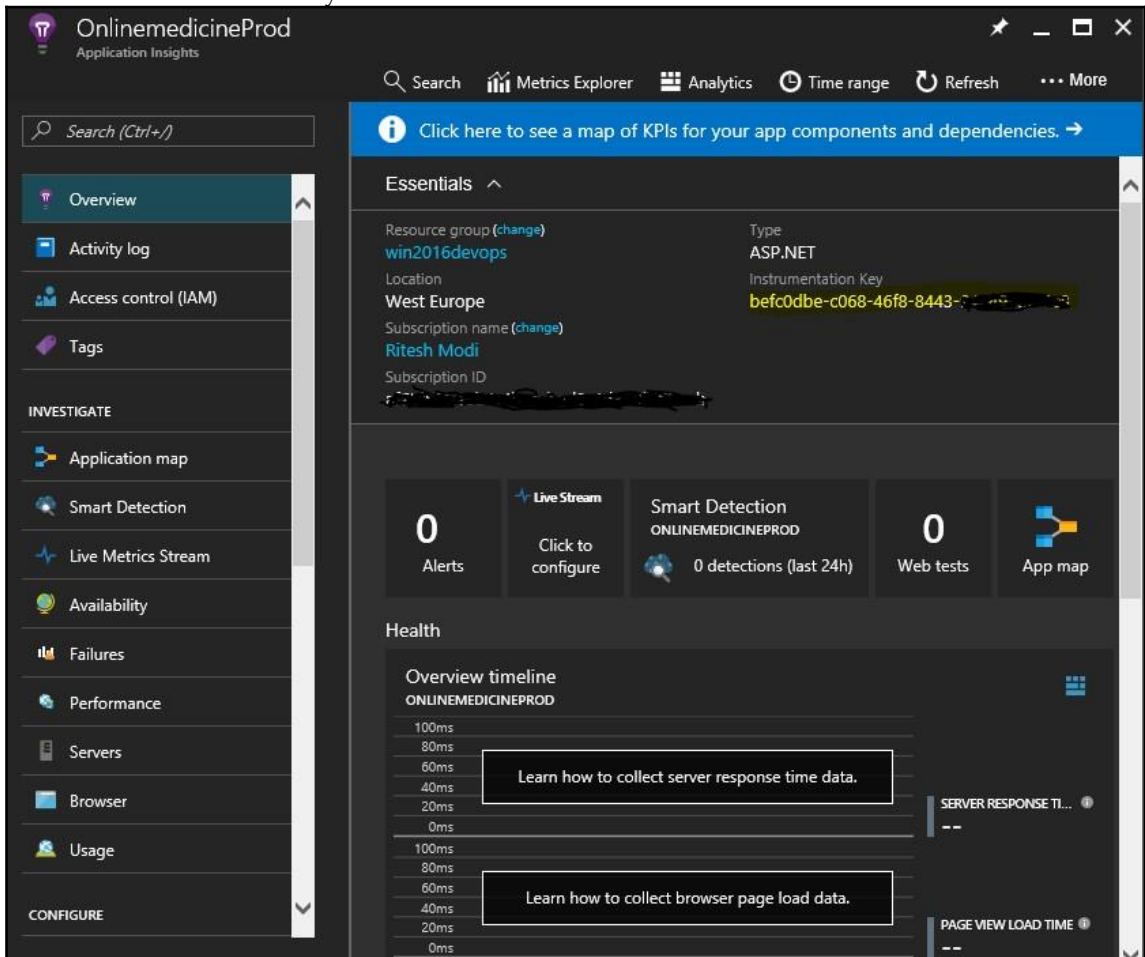 OnlinemedicineProd
Application Insights
Search
Metrics Explorer
Analytics
Time range
Refresh
••• More
Search (Ctrl+/)
Click here to see a map of KPIs for your app components and dependencies. →
Overview
Activity log
Access control (IAM)
Tags
INVESTIGATE
Application map
Smart Detection
Live Metrics Stream
Availability
Failures
Performance
Servers
Browser
Usage
CONFIGURE
Essentials
Resource group (change)
win2016devops
Location
West Europe
Subscription name (change)
Ritesh Modi
Subscription ID
Type
ASP.NET
Instrumentation Key
befc0dbe-c068-46f8-8443-
0
Alerts
Live Stream
Click to
configure
Smart Detection
ONLINEMEDICINEPROD
0 detections (last 24h)
0
Web tests
App map
Health
Overview timeline
ONLINEMEDICINEPROD
100ms
80ms
60ms
40ms
20ms
0ms
Learn how to collect server response time data.
SERVER RESPONSE TI...
--
100ms
80ms
60ms
40ms
20ms
0ms
Learn how to collect browser page load data.
PAGE VIEW LOAD TIME
--